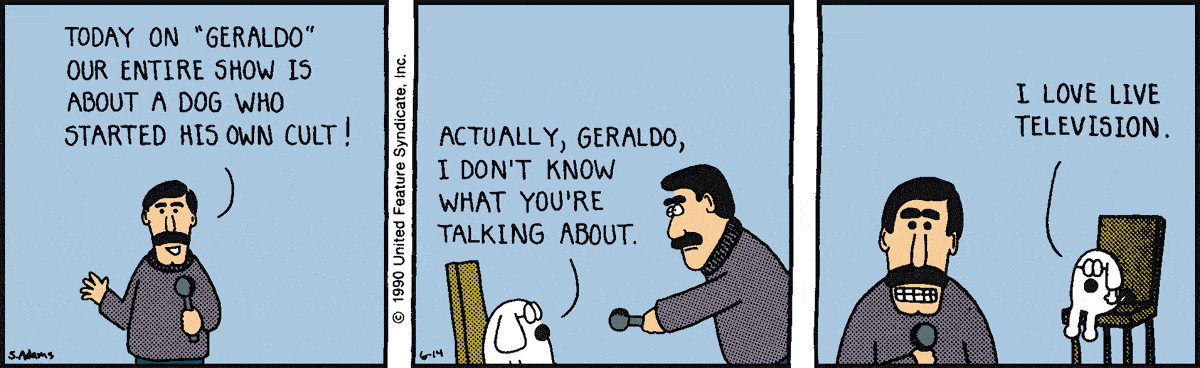 TODAY ON "GERALDO"
OUR ENTIRE SHOW IS
ABOUT A DOG WHO
STARTED HIS OWN CULT!
S.Adams
© 1990 United Feature Syndicate, Inc.
ACTUALLY, GERALDO,
I DON'T KNOW
WHAT YOU'RE
TALKING ABOUT.
6-14
I LOVE LIVE
TELEVISION.